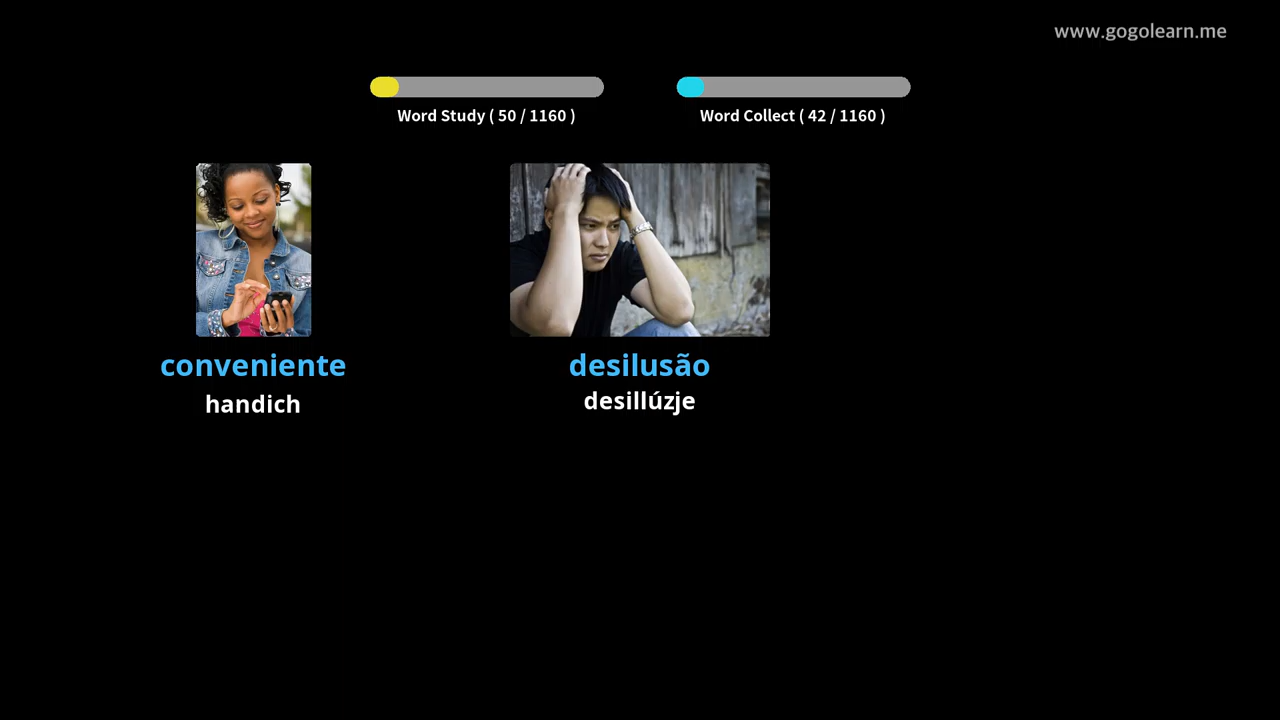 www.gogolearn.me
Word Study ( 50 / 1160 )
Word Collect ( 42 / 1160 )
conveniente
handich
desilusão
desillúzje